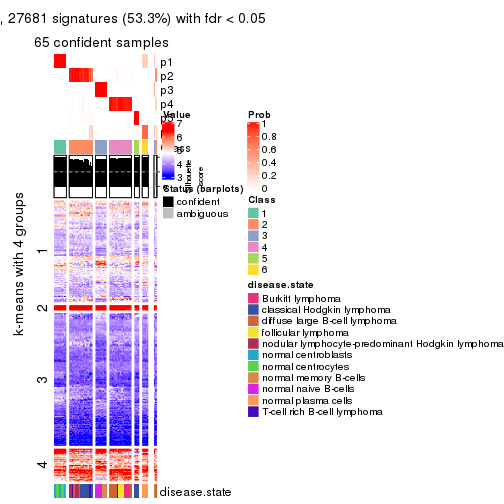 , 27681 signatures (53.3%) with fdr < 0.05
65 confident samples
p1
p2
p3
p4
Value
7
6
4
3
Silhouette
score
Status (barplots)
confident
ambiguous
Prob
1
0.8
0.6
0.4
0.2
0
Class
1
2
3
4
5
6
disease.state
Burkitt lymphoma
classical Hodgkin lymphoma
diffuse large B-cell lymphoma
follicular lymphoma
nodular lymphocyte-predominant Hodgkin lymphoma
normal centroblasts
normal centrocytes
normal memory B-cells
normal naive B-cells
normal plasma cells
T-cell rich B-cell lymphoma
k-means with 4 groups
1
2
3
4
disease.state